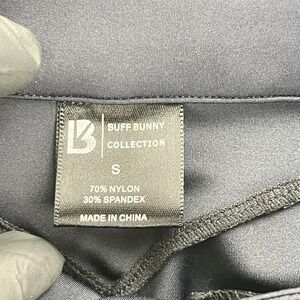 B
BUFF BUNNY
COLLECTION
S
70% NYLON
30% SPANDEX
MADE IN CHINA